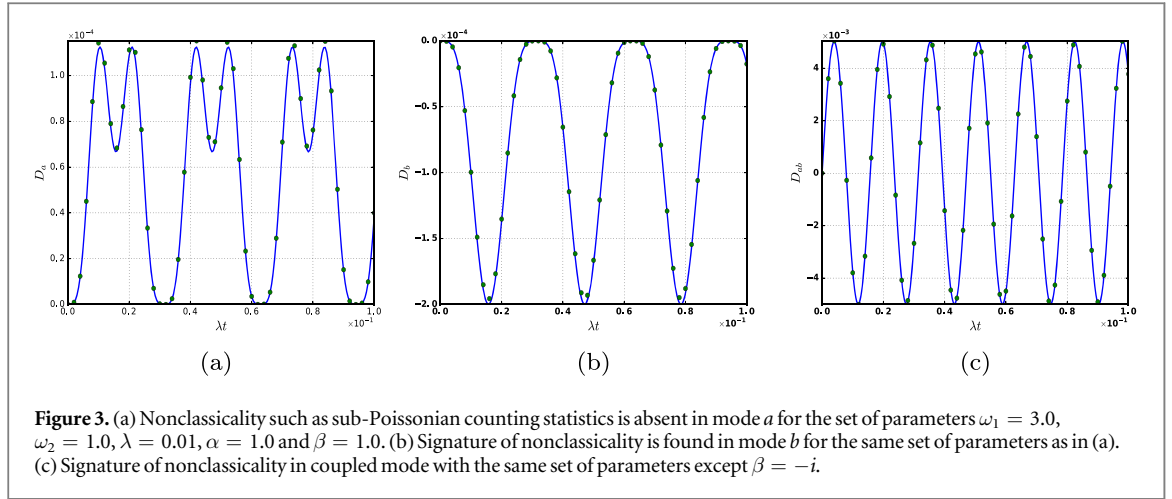 ×10⁻⁴
1.0
0.8
0.6
0.4
0.2
0.0
D_a
0.0 0.2 0.4 0.6 0.8 1.0
λt
×10⁻¹
(a)
0.0
×10⁻⁴
−0.5
−1.0
−1.5
−2.0
D_b
0.0 0.2 0.4 0.6 0.8 1.0
λt
×10⁻¹
(b)
×10⁻³
4
2
0
−2
−4
D_ab
0.0 0.2 0.4 0.6 0.8 1.0
λt
×10⁻¹
(c)
Figure 3. (a) Nonclassicality such as sub-Poissonian counting statistics is absent in mode a for the set of parameters ω₁ = 3.0,
ω₂ = 1.0, λ = 0.01, α = 1.0 and β = 1.0. (b) Signature of nonclassicality is found in mode b for the same set of parameters as in (a).
(c) Signature of nonclassicality in coupled mode with the same set of parameters except β = −i.